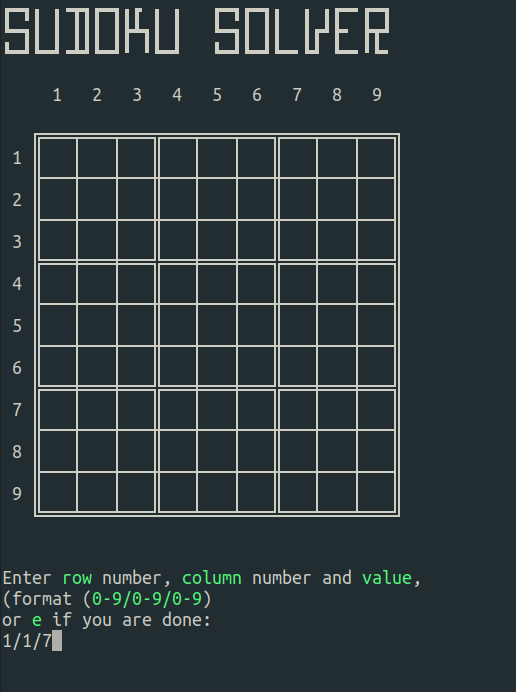 SUDOKU SOLVER
1 2 3 4 5 6 7 8 9
1
2
3
4
5
6
7
8
9
Enter row number, column number and value,
(format (0-9/0-9/0-9)
or e if you are done:
1/1/7